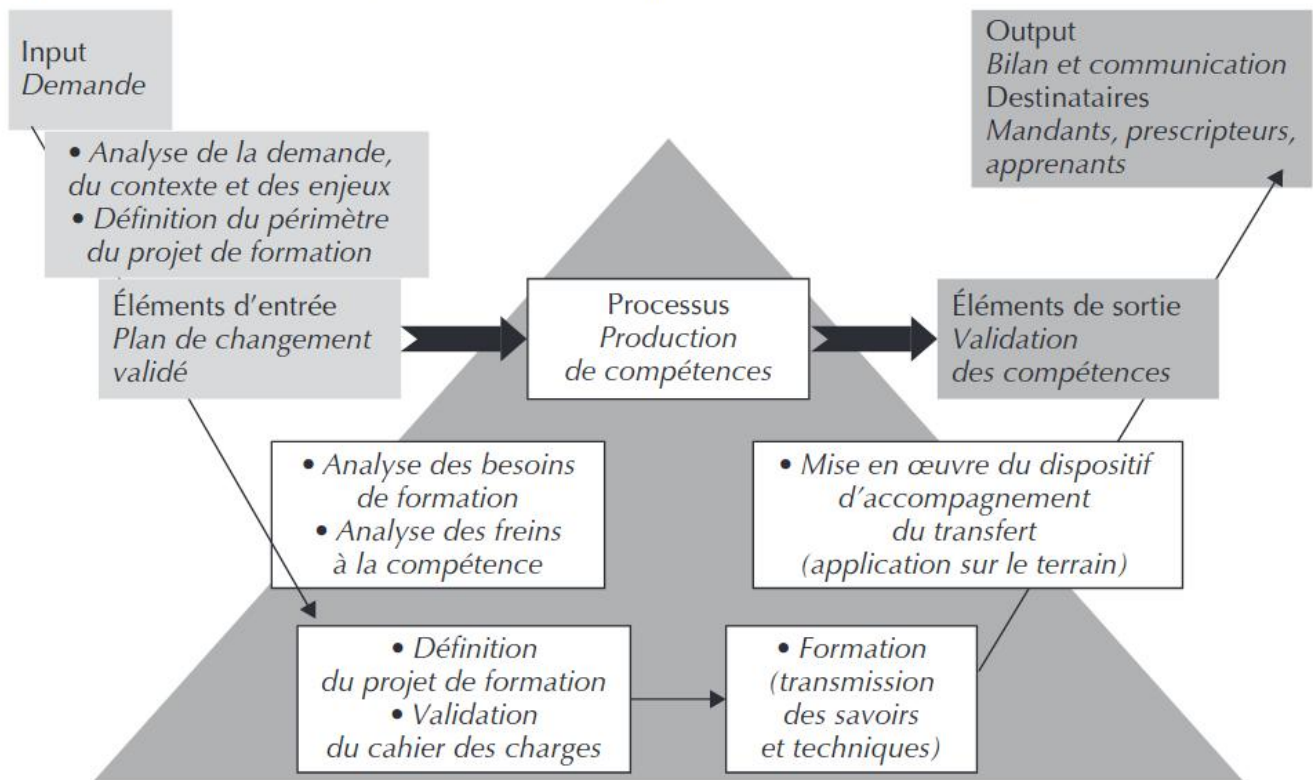 Input
Demande
• Analyse de la demande,
du contexte et des enjeux
• Définition du périmètre
du projet de formation
Éléments d'entrée
Plan de changement
validé
Processus
Production
de compétences
Output
Bilan et communication
Destinataires
Mandants, prescripteurs,
apprenants
Éléments de sortie
Validation
des compétences
• Analyse des besoins
de formation
• Analyse des freins
à la compétence
• Mise en œuvre du dispositif
d'accompagnement
du transfert
(application sur le terrain)
• Définition
du projet de formation
• Validation
du cahier des charges
• Formation
(transmission
des savoirs
et techniques)